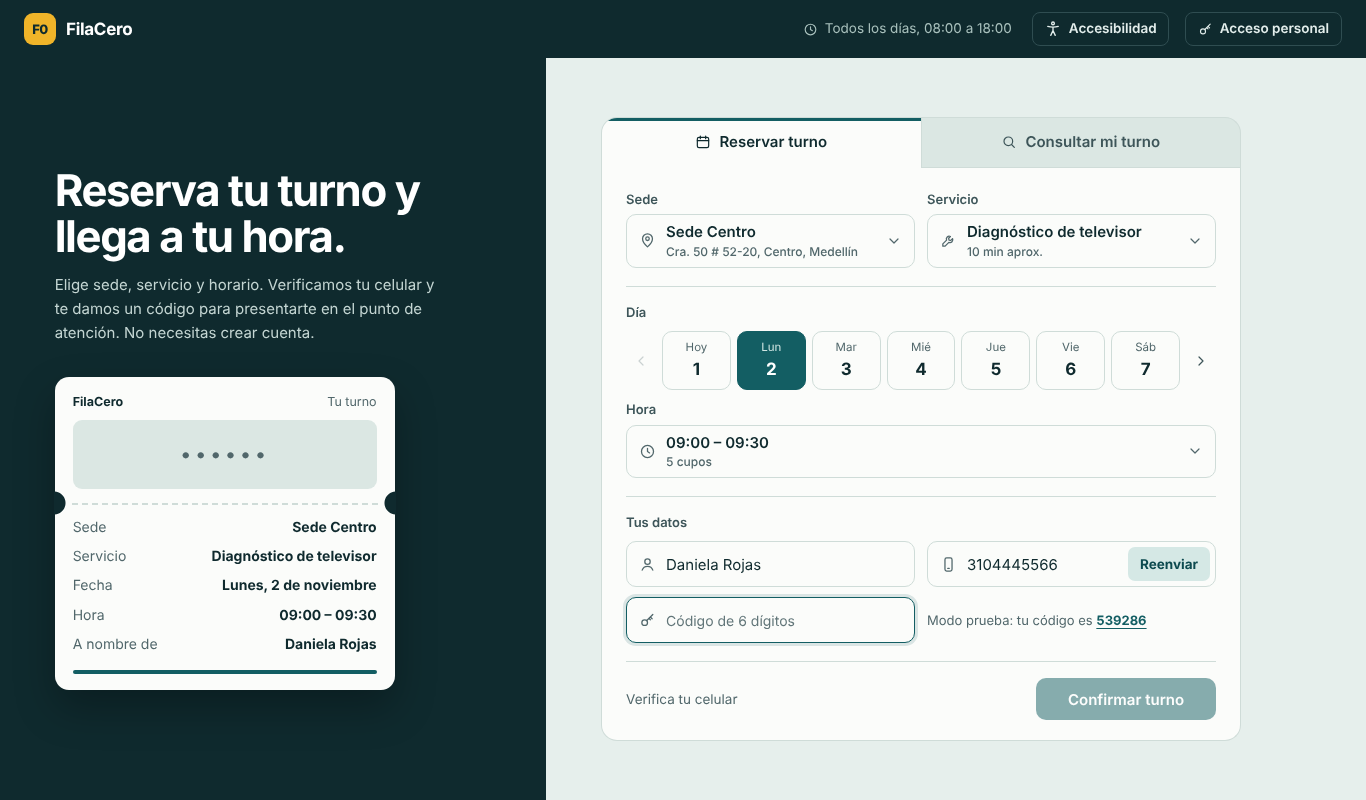 F0 FilaCero
Todos los días, 08:00 a 18:00
Accesibilidad
Acceso personal
Reserva tu turno y
llega a tu hora.
Elige sede, servicio y horario. Verificamos tu celular y
te damos un código para presentarte en el punto de
atención. No necesitas crear cuenta.
FilaCero Tu turno
••••••
Sede Sede Centro
Servicio Diagnóstico de televisor
Fecha Lunes, 2 de noviembre
Hora 09:00 – 09:30
A nombre de Daniela Rojas
Reservar turno
Consultar mi turno
Sede
Sede Centro
Cra. 50 # 52-20, Centro, Medellín
Servicio
Diagnóstico de televisor
10 min aprox.
Día
Hoy Lun Mar Mié Jue Vie Sáb
1 2 3 4 5 6 7
Hora
09:00 – 09:30
5 cupos
Tus datos
Daniela Rojas
3104445566 Reenviar
Código de 6 dígitos
Modo prueba: tu código es 539286
Verifica tu celular
Confirmar turno